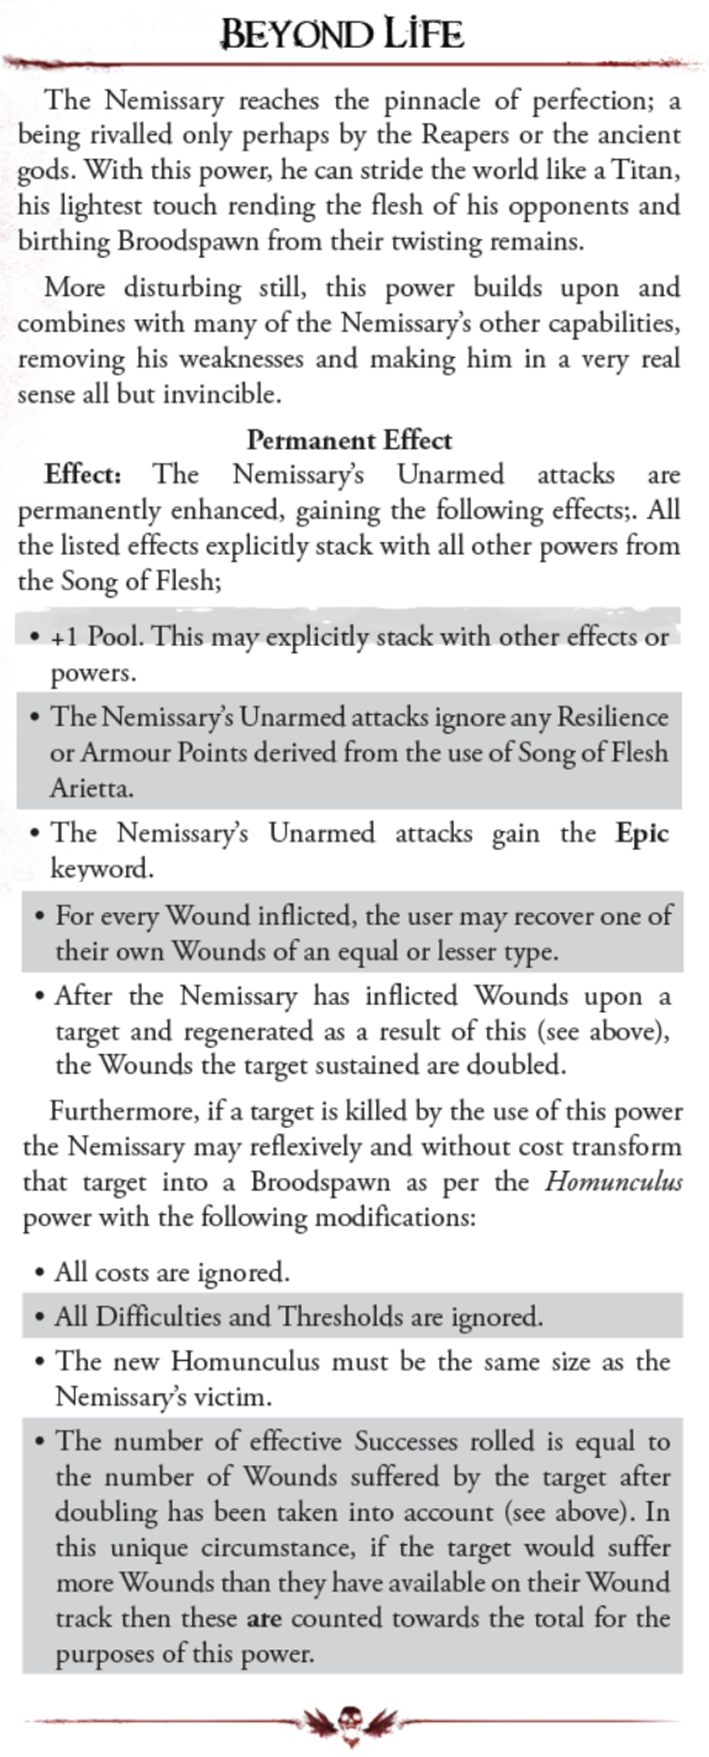 BEYOND LIFE
The Nemissary reaches the pinnacle of perfection; a
being rivalled only perhaps by the Reapers or the ancient
gods. With this power, he can stride the world like a Titan,
his lightest touch rending the flesh of his opponents and
birthing Broodspawn from their twisting remains.
More disturbing still, this power builds upon and
combines with many of the Nemissary's other capabilities,
removing his weaknesses and making him in a very real
sense all but invincible.
Permanent Effect
Effect: The Nemissary's Unarmed attacks are
permanently enhanced, gaining the following effects;. All
the listed effects explicitly stack with all other powers from
the Song of Flesh;
• +1 Pool. This may explicitly stack with other effects or
powers.
• The Nemissary's Unarmed attacks ignore any Resilience
or Armour Points derived from the use of Song of Flesh
Arietta.
• The Nemissary's Unarmed attacks gain the Epic
keyword.
• For every Wound inflicted, the user may recover one of
their own Wounds of an equal or lesser type.
• After the Nemissary has inflicted Wounds upon a
target and regenerated as a result of this (see above),
the Wounds the target sustained are doubled.
Furthermore, if a target is killed by the use of this power
the Nemissary may reflexively and without cost transform
that target into a Broodspawn as per the Homunculus
power with the following modifications:
• All costs are ignored.
• All Difficulties and Thresholds are ignored.
• The new Homunculus must be the same size as the
Nemissary's victim.
• The number of effective Successes rolled is equal to
the number of Wounds suffered by the target after
doubling has been taken into account (see above). In
this unique circumstance, if the target would suffer
more Wounds than they have available on their Wound
track then these are counted towards the total for the
purposes of this power.